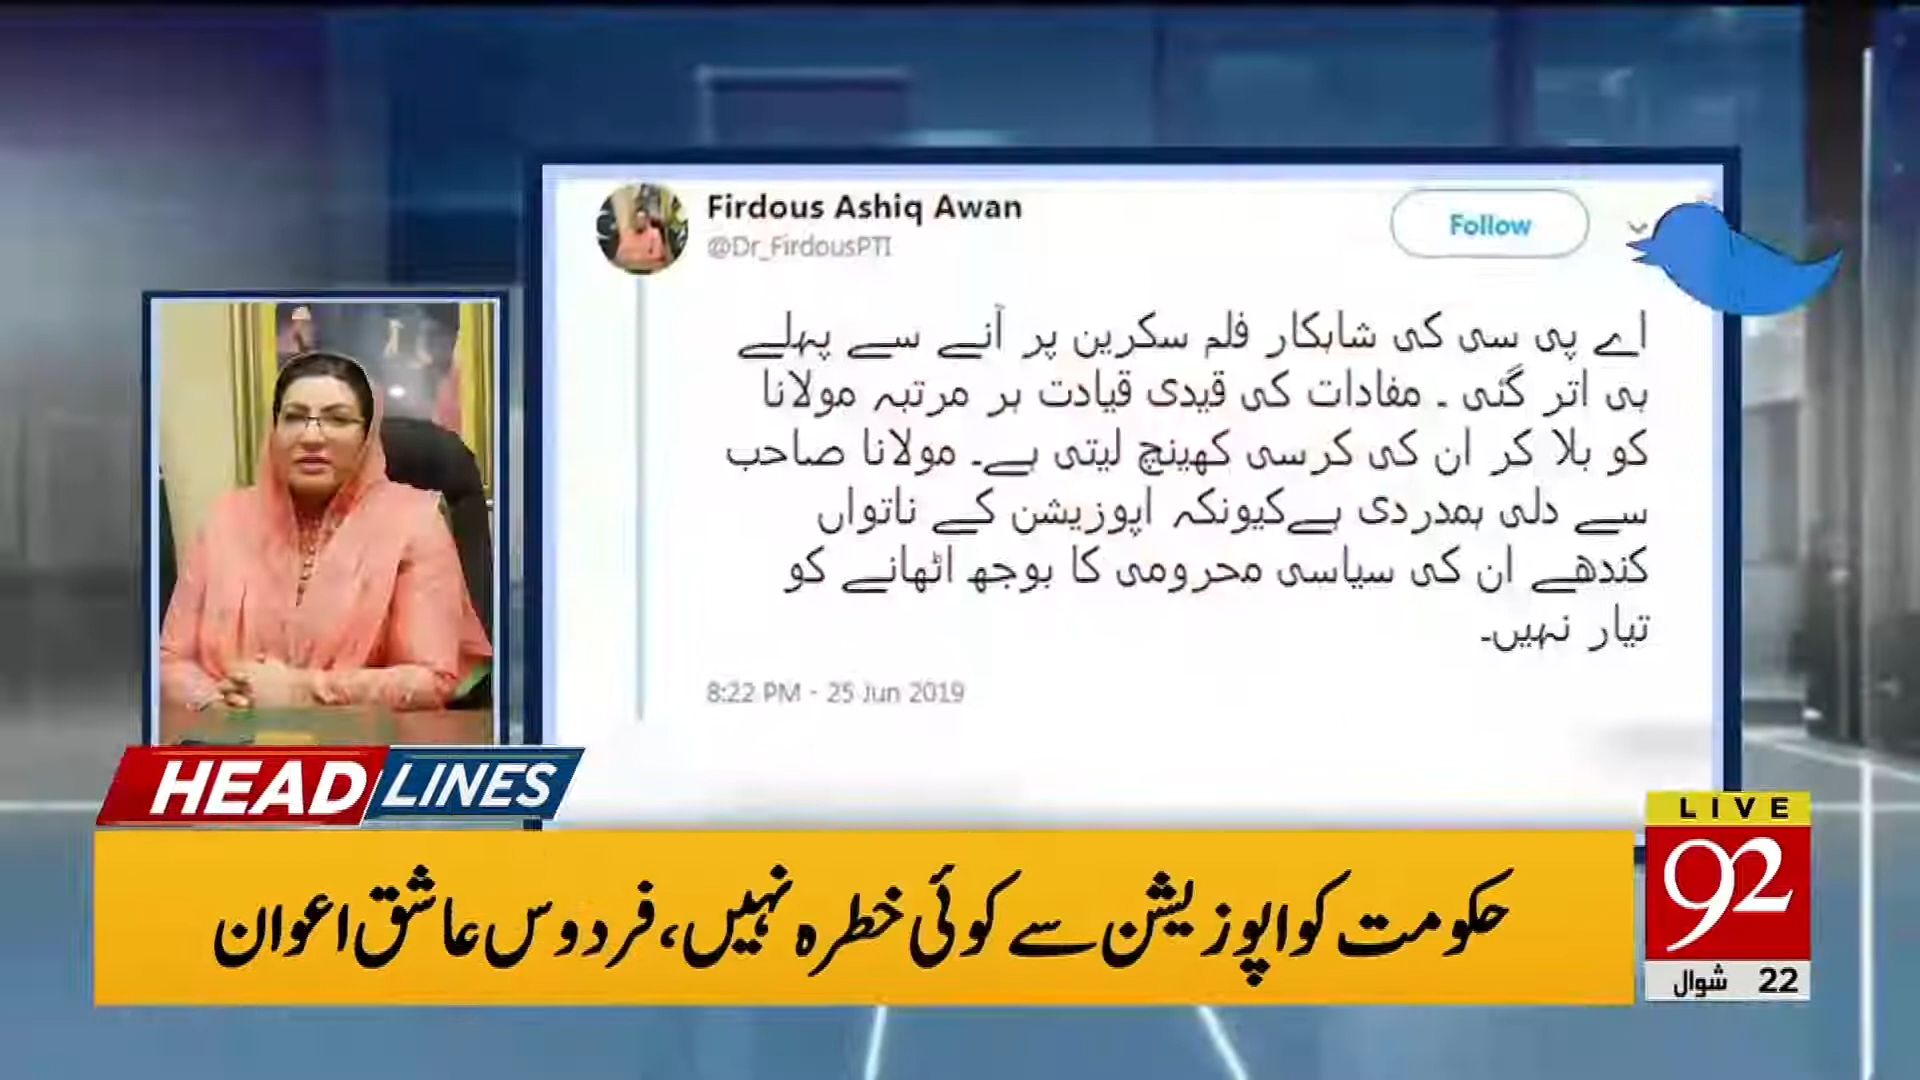 Firdous Ashiq Awan
@Dr_FirdousPTI
Follow
اے پی سی کی شاہکار فلم سکرین پر آنے سے پہلے
ہی اتر گئی ۔ مفادات کی قیدی قیادت ہر مرتبہ مولانا
کو بلا کر ان کی کرسی کھینچ لیتی ہے۔ مولانا صاحب
سے دلی ہمدردی ہےکیونکہ اپوزیشن کے ناتواں
کندھے ان کی سیاسی محرومی کا بوجھ اٹھانے کو
تیار نہیں۔
8:22 PM - 25 Jun 2019
HEADLINES
حکومت کو اپوزیشن سے کوئی خطرہ نہیں، فردوس عاشق اعوان
LIVE
92
22 شوال